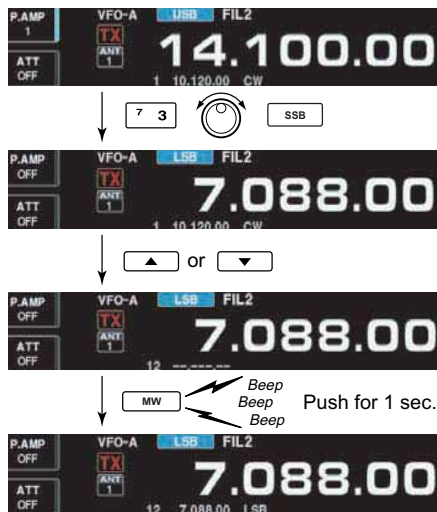 P.AMP VFO-A USB FIL2
1 TX
ANT
1 14.100.00
ATT
OFF 1 10.120.00 CW
7 3 SSB
P.AMP VFO-A LSB FIL2
OFF TX
ANT
1 7.088.00
ATT
OFF 1 10.120.00 CW
▲ or ▼
P.AMP VFO-A LSB FIL2
OFF TX
ANT
1 7.088.00
ATT
OFF 12 --.---.--
MW Beep
Beep
Beep
Push for 1 sec.
P.AMP VFO-A LSB FIL2
OFF TX
ANT
1 7.088.00
ATT
OFF 12 7.088.00 LSB